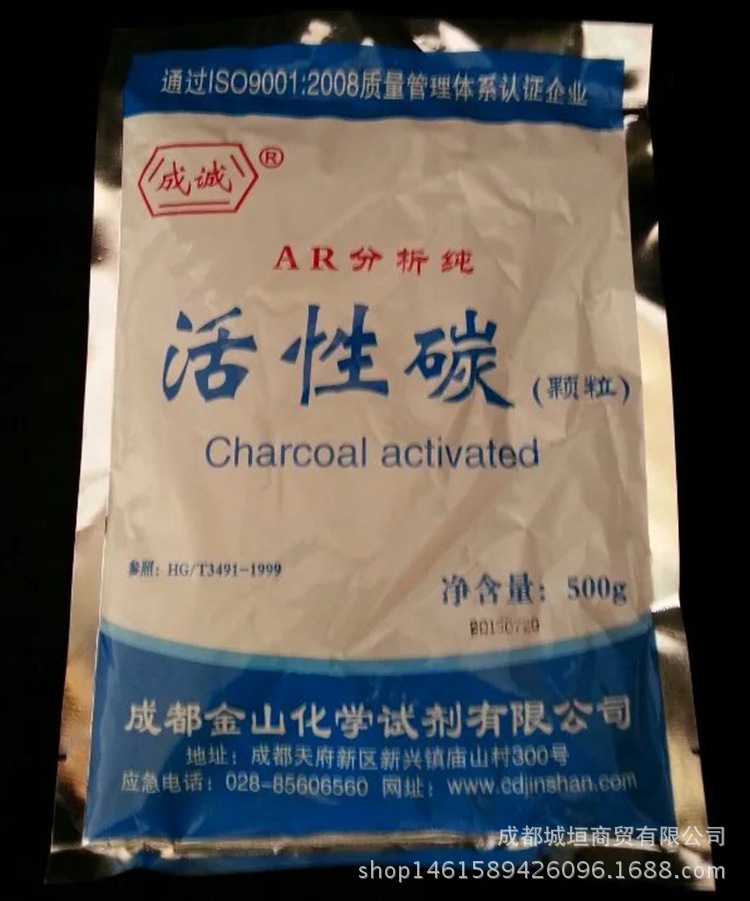 通过ISO9001:2008质量管理体系认证企业
成诚®
AR分析纯
活性碳(颗粒)
Charcoal activated
参照：HG/T3491-1999
净含量：500g
成都金山化学试剂有限公司
地址：成都天府新区新兴镇庙山村300号
应急电话：028-85606560 网址：www.cdjinshan.com
成都城垣商贸有限公司
shop1461589426096.1688.com